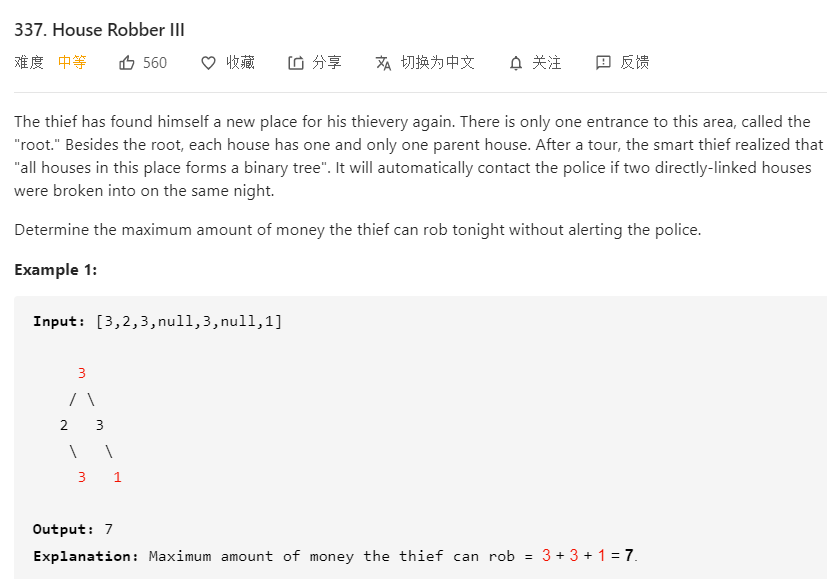 337. House Robber III
难度 中等 560 收藏 分享 切换为中文 关注 反馈
The thief has found himself a new place for his thievery again. There is only one entrance to this area, called the
"root." Besides the root, each house has one and only one parent house. After a tour, the smart thief realized that
"all houses in this place forms a binary tree". It will automatically contact the police if two directly-linked houses
were broken into on the same night.
Determine the maximum amount of money the thief can rob tonight without alerting the police.
Example 1:
Input: [3,2,3,null,3,null,1]
3
/ \
2 3
\ \
3 1
Output: 7
Explanation: Maximum amount of money the thief can rob = 3 + 3 + 1 = 7.